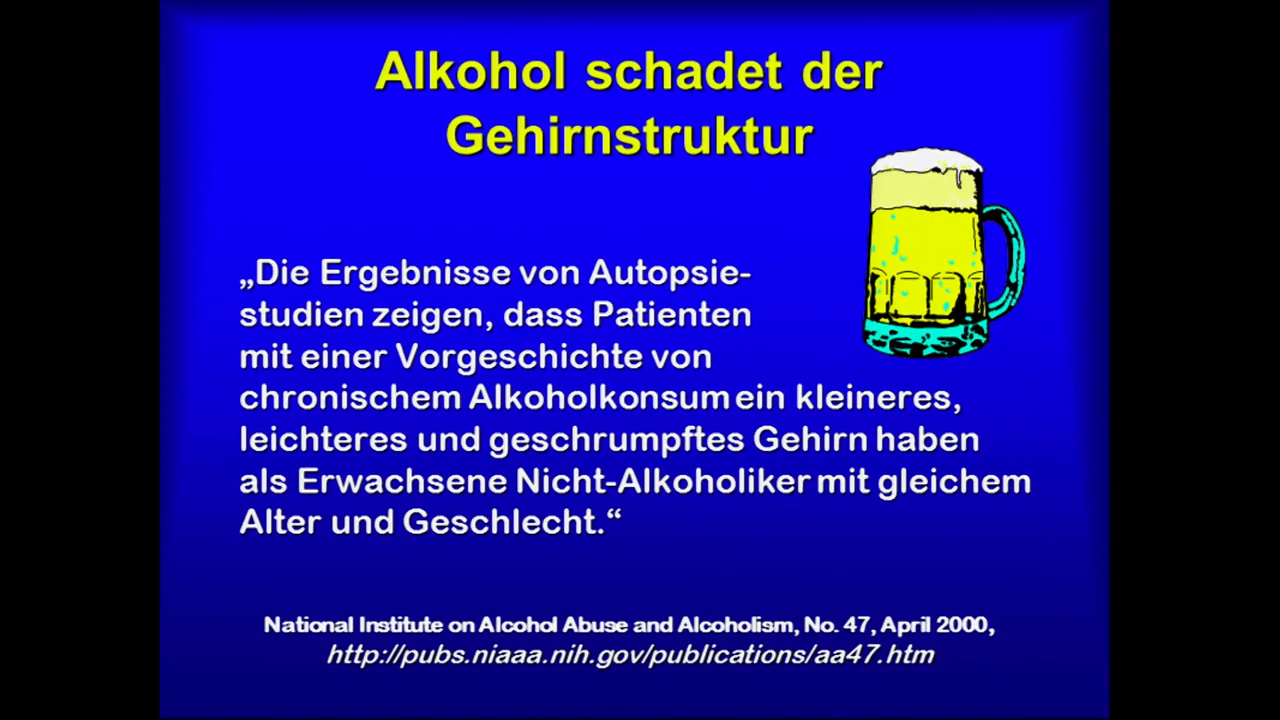 Alkohol schadet der
Gehirnstruktur
„Die Ergebnisse von Autopsie-
studien zeigen, dass Patienten
mit einer Vorgeschichte von
chronischem Alkoholkonsum ein kleineres,
leichteres und geschrumpftes Gehirn haben
als Erwachsene Nicht-Alkoholiker mit gleichem
Alter und Geschlecht.“
National Institute on Alcohol Abuse and Alcoholism, No. 47, April 2000,
http://pubs.niaaa.nih.gov/publications/aa47.htm